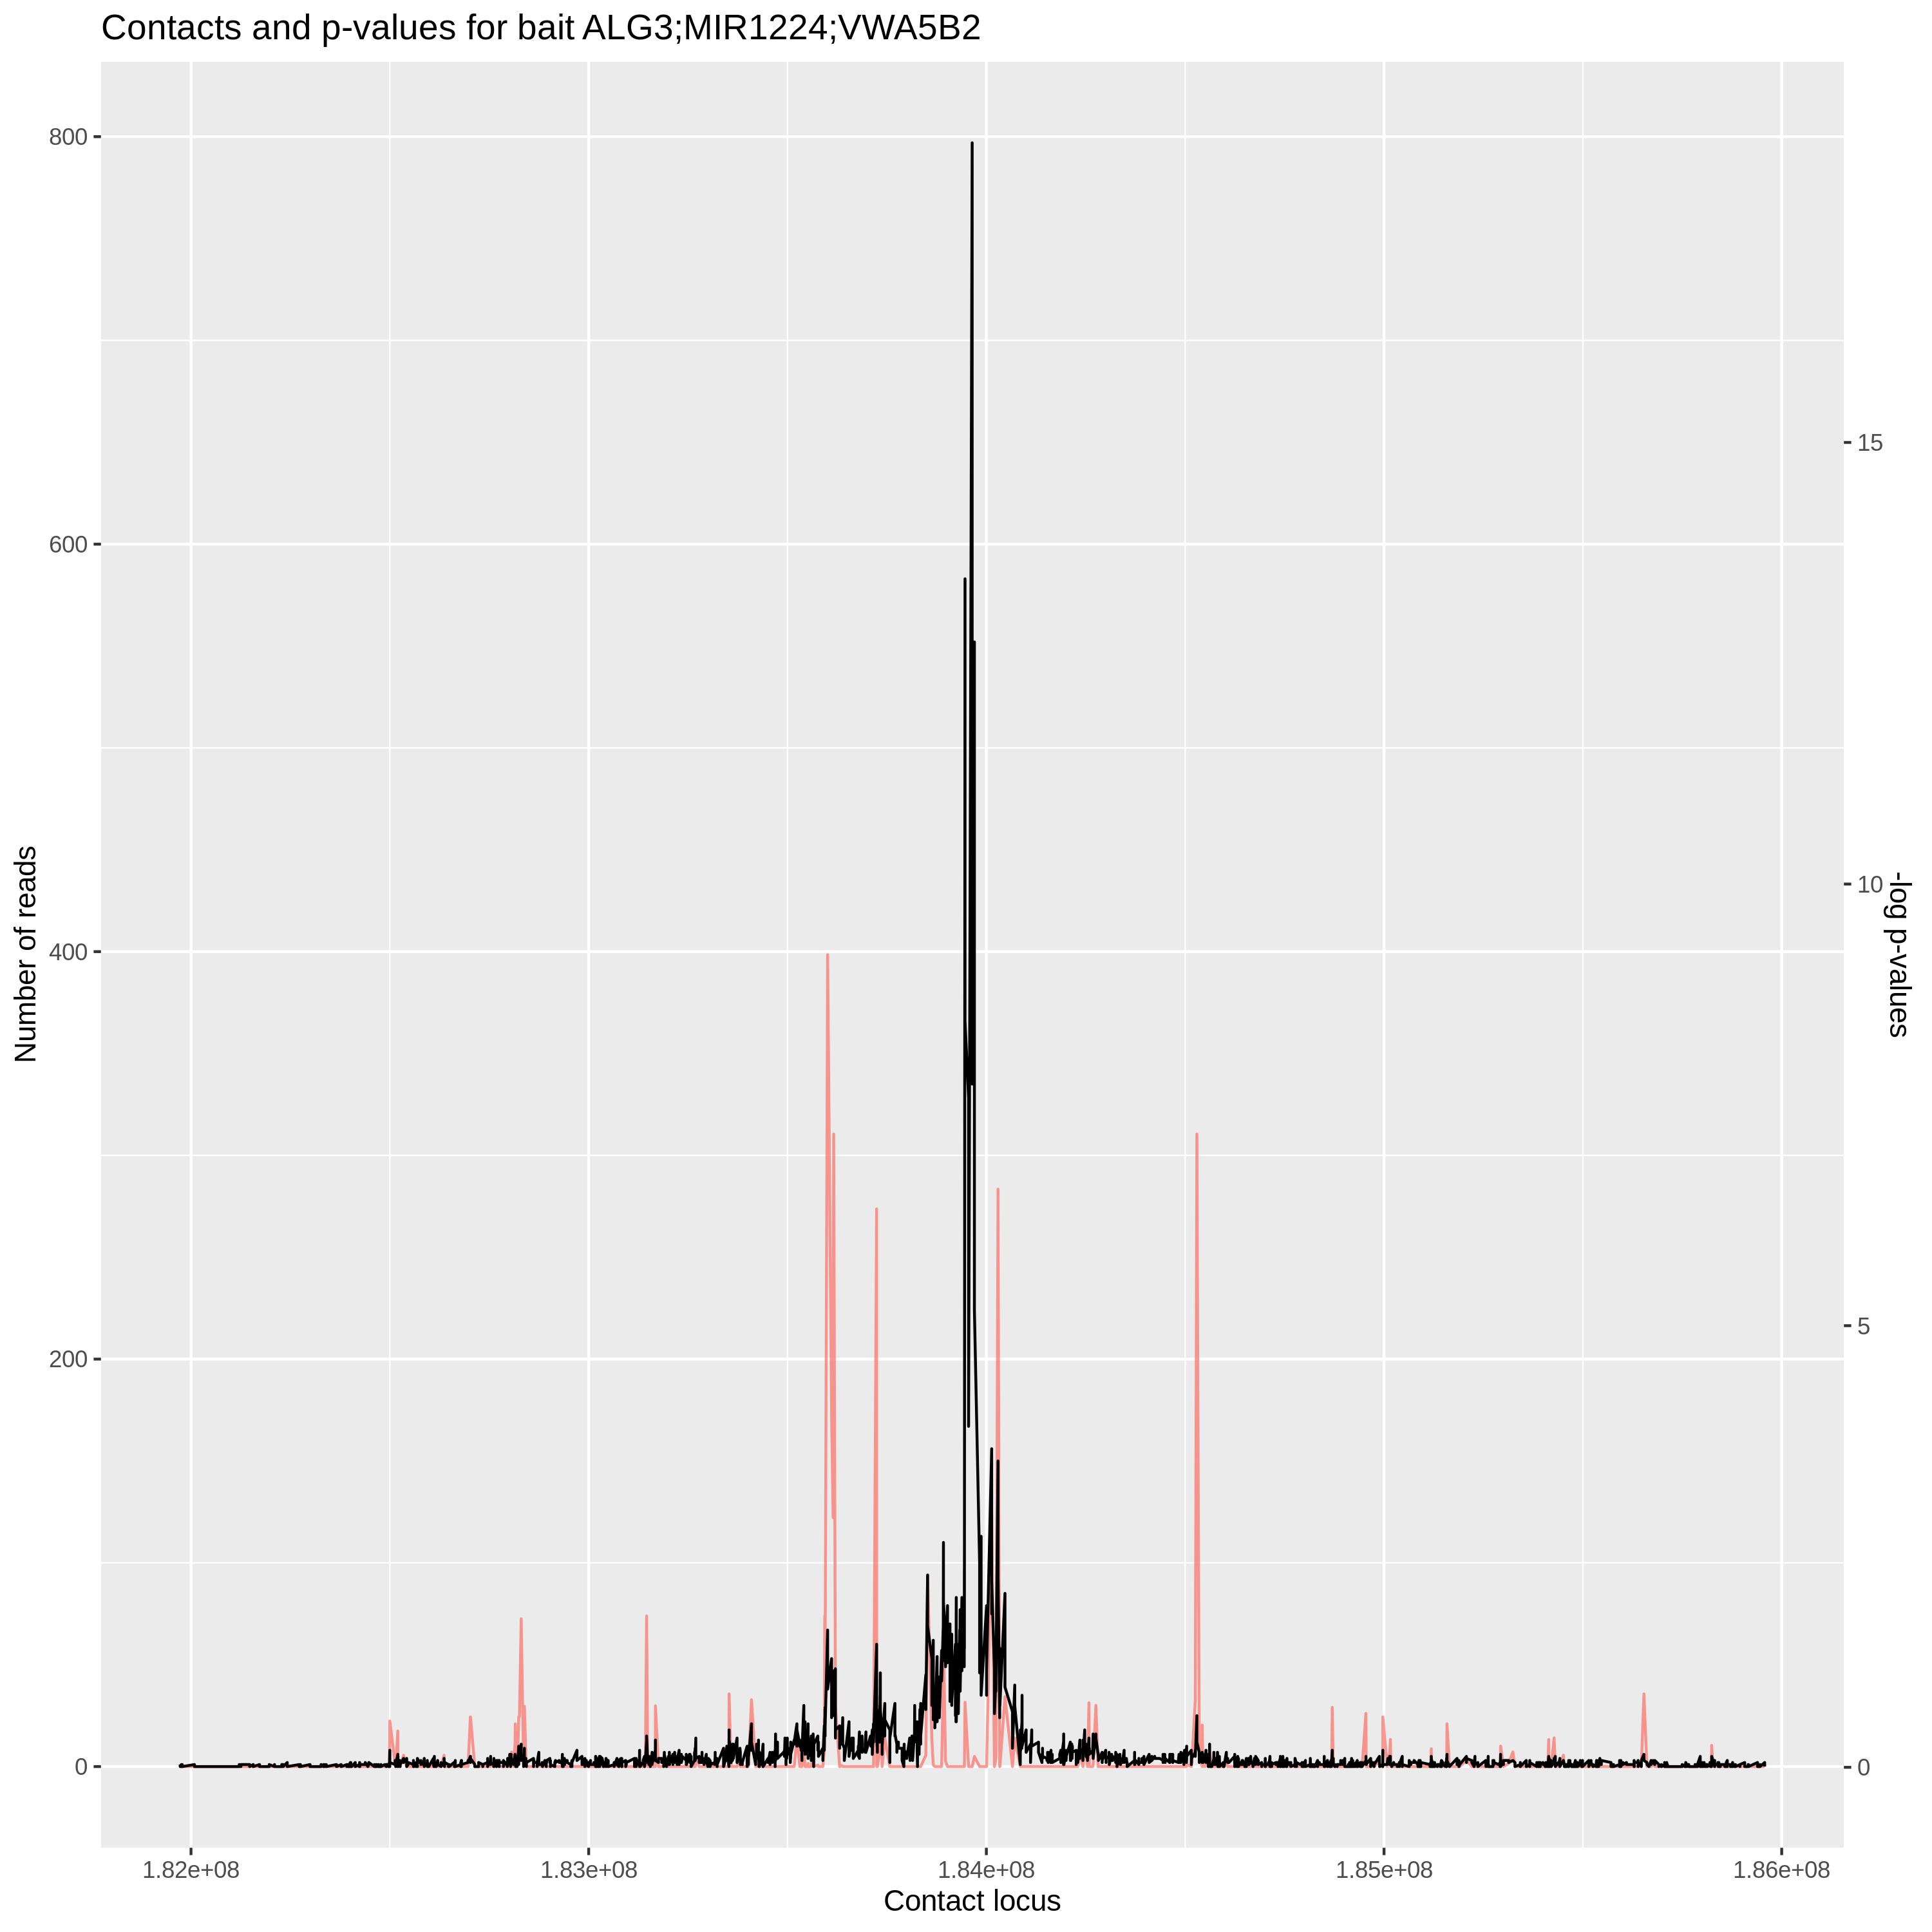 Contacts and p-values for bait ALG3;MIR1224;VWA5B2
800
600
400
200
0
Number of reads
15
10
5
0
-log p-values
1.82e+08
1.83e+08
1.84e+08
1.85e+08
1.86e+08
Contact locus